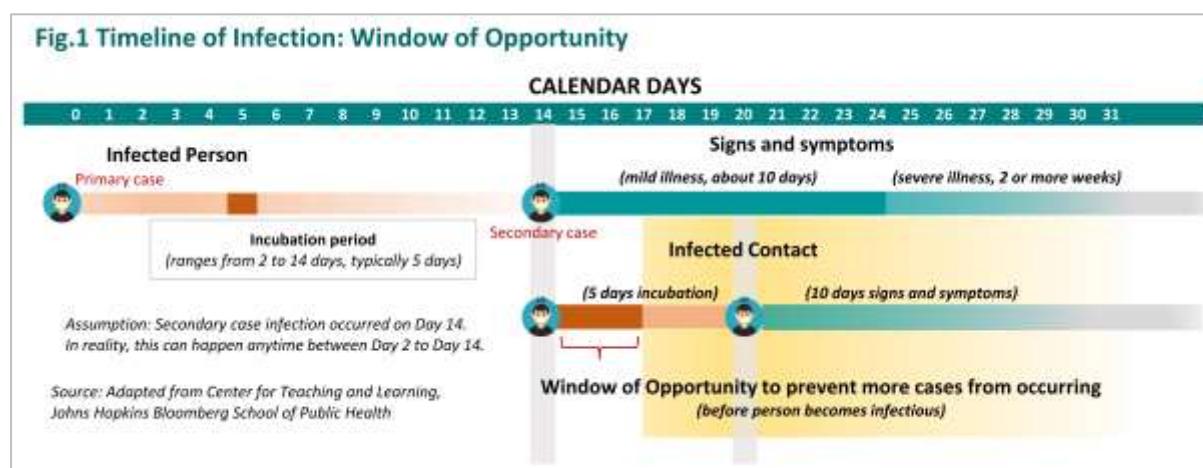 Fig.1 Timeline of Infection: Window of Opportunity
CALENDAR DAYS
0 1 2 3 4 5 6 7 8 9 10 11 12 13 14 15 16 17 18 19 20 21 22 23 24 25 26 27 28 29 30 31
Infected Person
Signs and symptoms
Primary case
(mild illness, about 10 days)
(severe illness, 2 or more weeks)
Secondary case
Incubation period
(ranges from 2 to 14 days, typically 5 days)
Infected Contact
(5 days incubation)
(10 days signs and symptoms)
Assumption: Secondary case infection occurred on Day 14.
In reality, this can happen anytime between Day 2 to Day 14.
Source: Adapted from Center for Teaching and Learning,
Johns Hopkins Bloomberg School of Public Health
Window of Opportunity to prevent more cases from occurring
(before person becomes infectious)